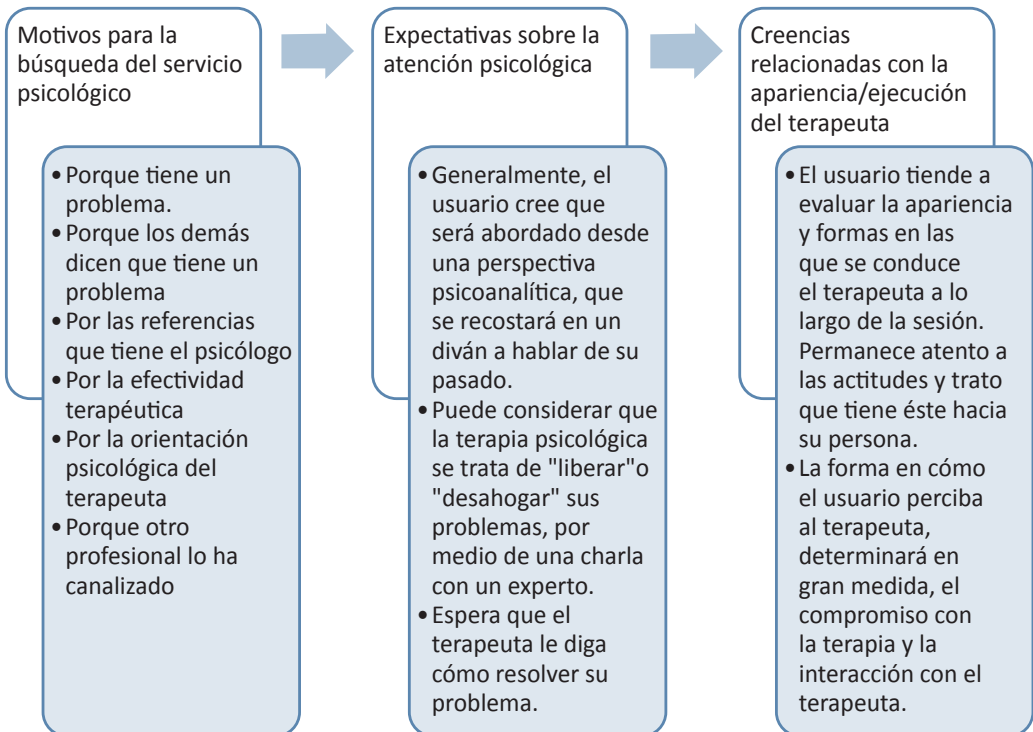 Motivos para la
búsqueda del servicio
psicológico
• Porque tiene un
problema.
• Porque los demás
dicen que tiene un
problema
• Por las referencias
que tiene el psicólogo
• Por la efectividad
terapéutica
• Por la orientación
psicológica del
terapeuta
• Porque otro
profesional lo ha
canalizado
Expectativas sobre la
atención psicológica
• Generalmente, el
usuario cree que
será abordado desde
una perspectiva
psicoanalítica, que
se recostará en un
diván a hablar de su
pasado.
• Puede considerar que
la terapia psicológica
se trata de "liberar"o
"desahogar" sus
problemas, por
medio de una charla
con un experto.
• Espera que el
terapeuta le diga
cómo resolver su
problema.
Creencias
relacionadas con la
apariencia/ejecución
del terapeuta
• El usuario tiende a
evaluar la apariencia
y formas en las
que se conduce
el terapeuta a lo
largo de la sesión.
Permanece atento a
las actitudes y trato
que tiene éste hacia
su persona.
• La forma en cómo
el usuario perciba
al terapeuta,
determinará en
gran medida, el
compromiso con
la terapia y la
interacción con el
terapeuta.